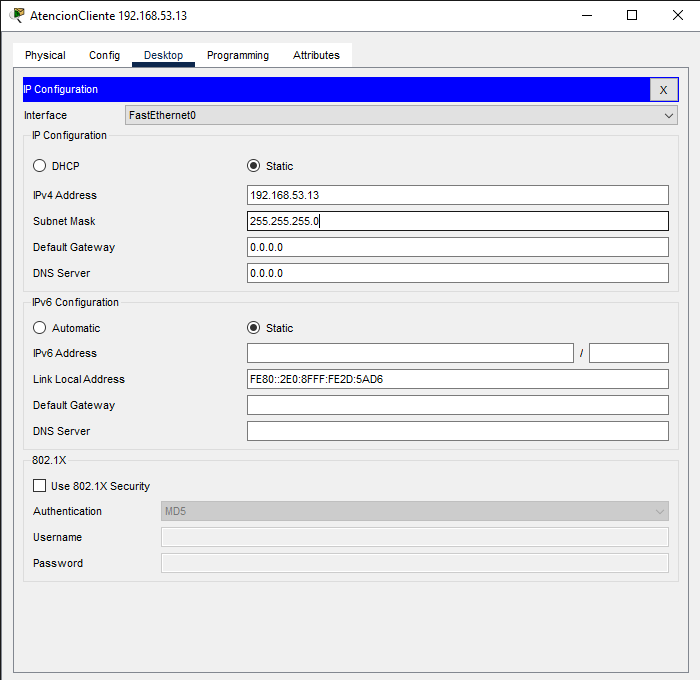 AtencionCliente 192.168.53.13
Physical Config Desktop Programming Attributes
IP Configuration X
Interface FastEthernet0
IP Configuration
DHCP Static
IPv4 Address 192.168.53.13
Subnet Mask 255.255.255.0
Default Gateway 0.0.0.0
DNS Server 0.0.0.0
IPv6 Configuration
Automatic Static
IPv6 Address /
Link Local Address FE80::2E0:8FFF:FE2D:5AD6
Default Gateway
DNS Server
802.1X
Use 802.1X Security
Authentication MD5
Username
Password